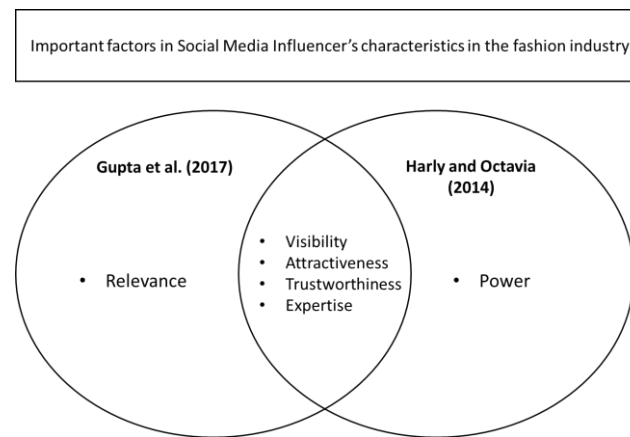 Important factors in Social Media Influencer's characteristics in the fashion industry
Gupta et al. (2017)
Harly and Octavia
(2014)
• Visibility
• Attractiveness
• Trustworthiness
• Expertise
• Relevance
• Power